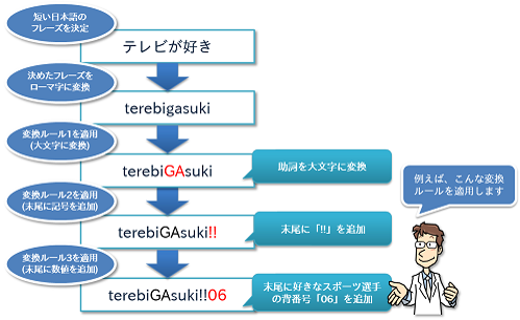 短い日本語の
フレーズを決定
テレビが好き
決めたフレーズを
ローマ字に変換
terebigasuki
変換ルール1を適用
(大文字に変換)
terebiGAsuki
助詞を大文字に変換
例えば、こんな変換
ルールを適用します
変換ルール2を適用
(末尾に記号を追加)
terebiGAsuki!!
末尾に「!!」を追加
変換ルール3を適用
(末尾に数値を追加)
terebiGAsuki!!06
末尾に好きなスポーツ選手
の背番号「06」を追加